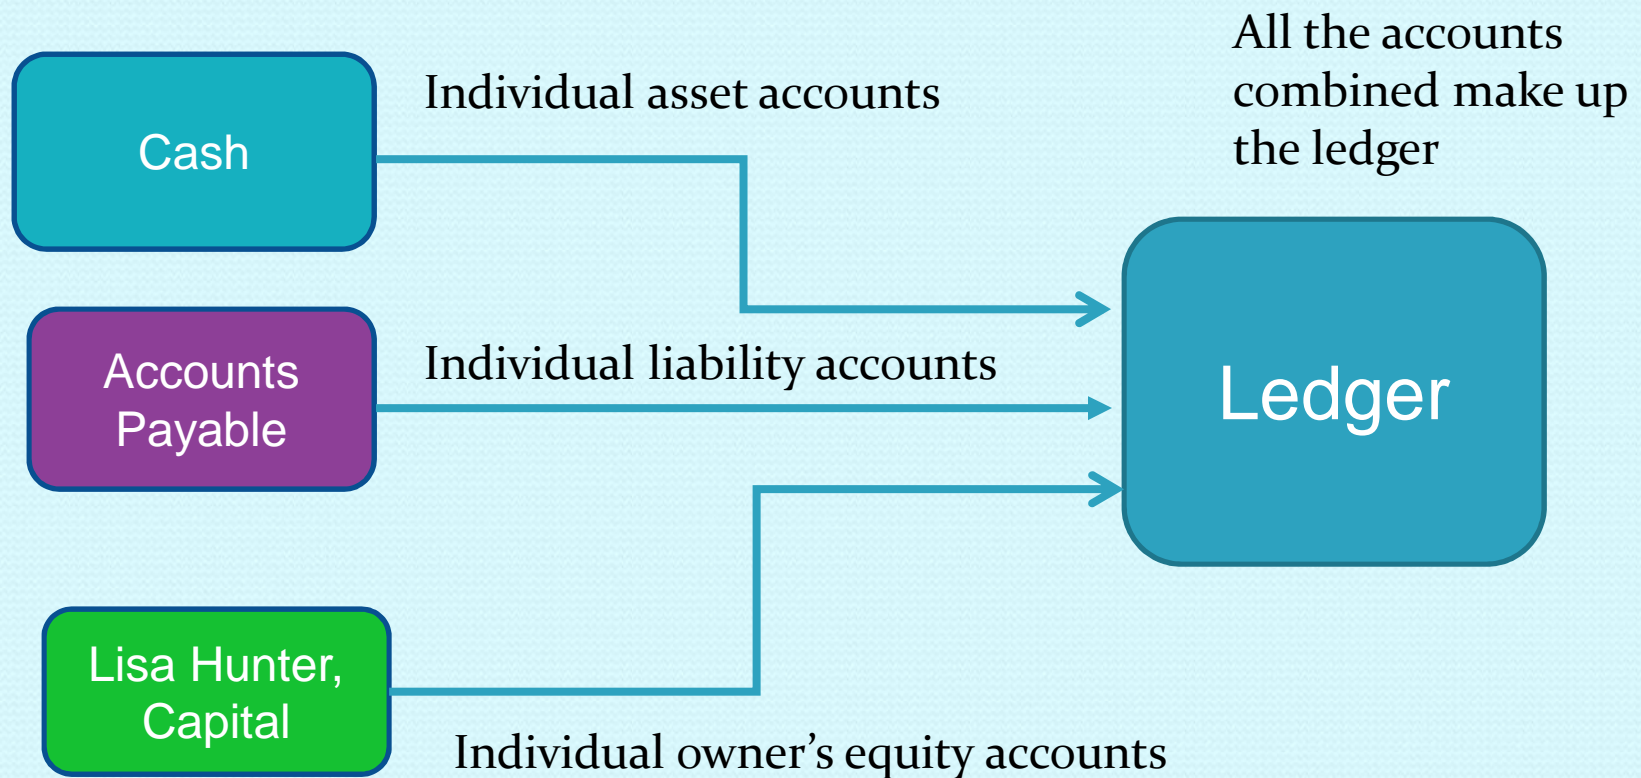 Cash
Individual asset accounts
All the accounts
combined make up
the ledger
Accounts
Payable
Individual liability accounts
Ledger
Lisa Hunter,
Capital
Individual owner’s equity accounts